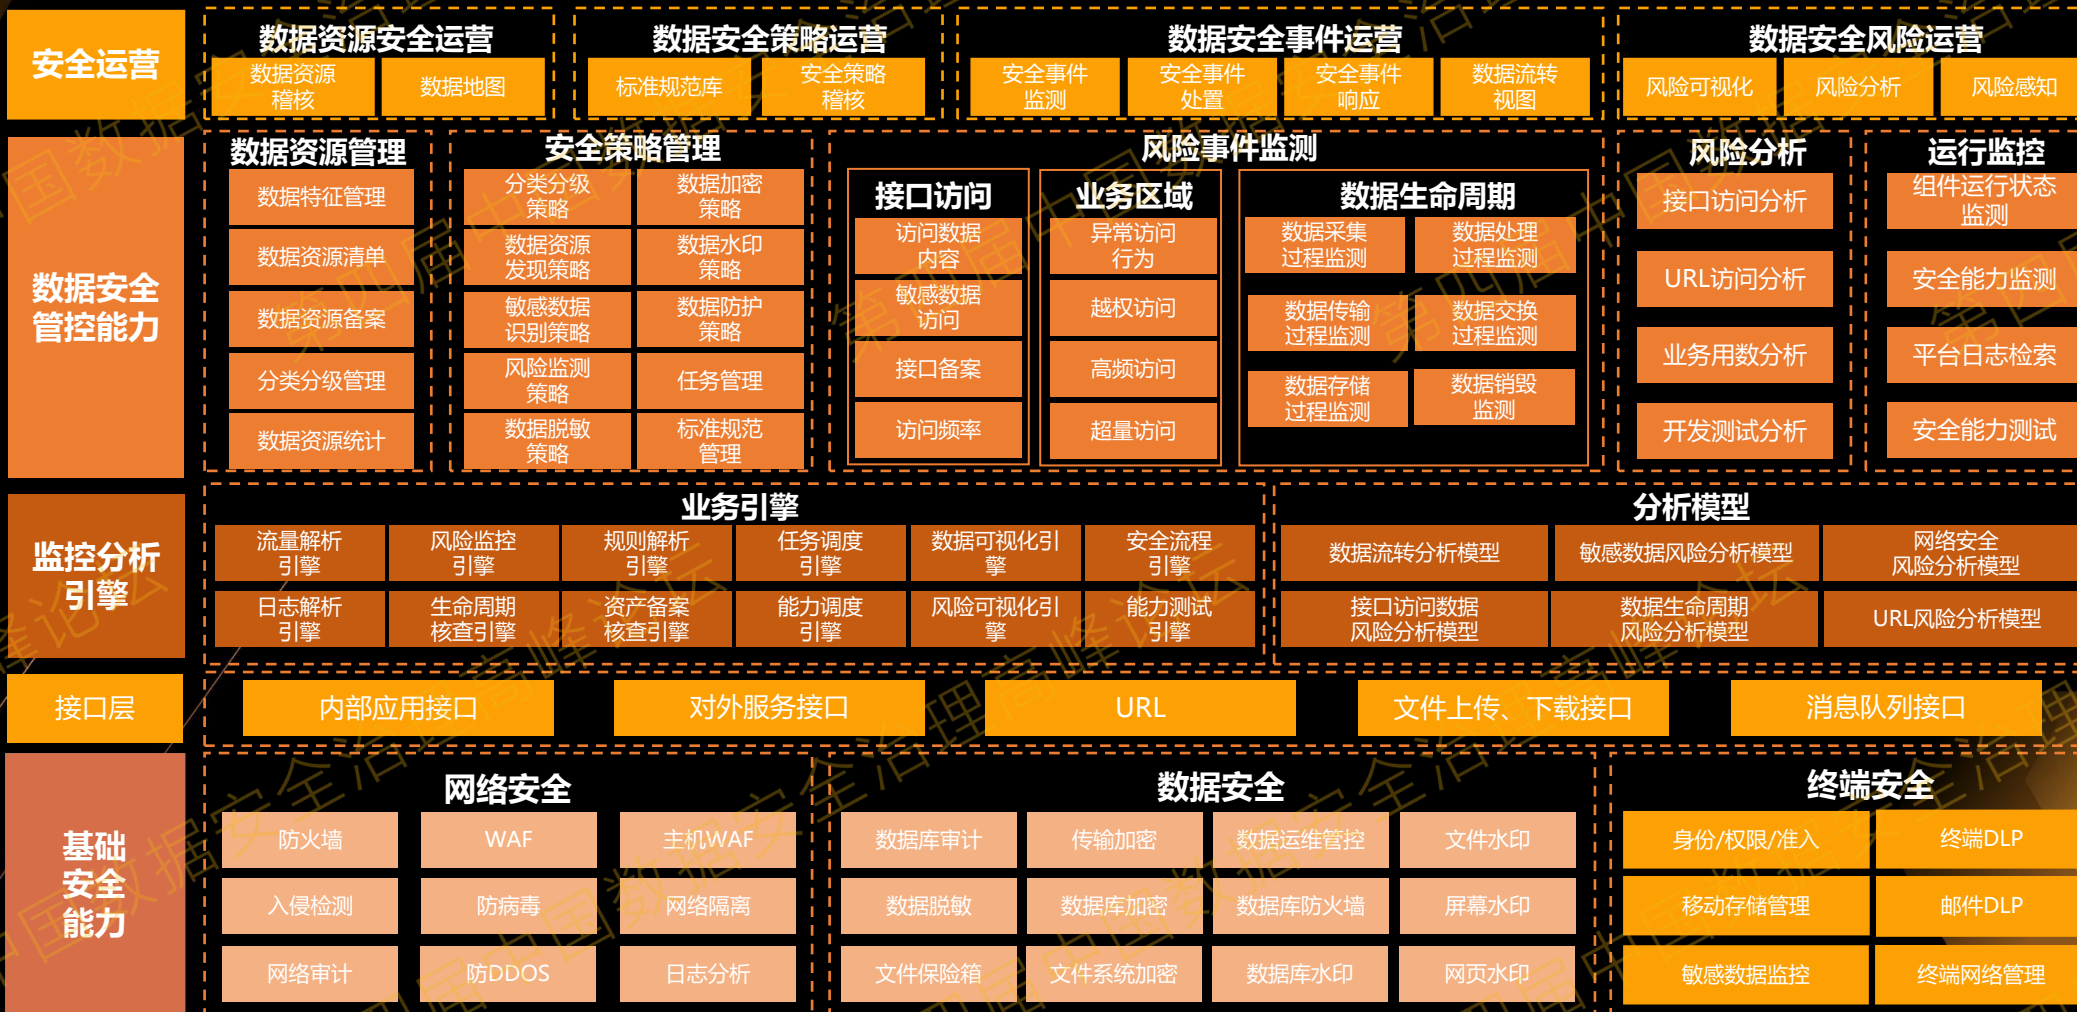 安全运营
数据资源安全运营
数据资源
稽核
数据地图
数据安全策略运营
标准规范库
安全策略
稽核
数据安全事件运营
安全事件
监测
安全事件
处置
安全事件
响应
数据流转
视图
数据安全风险运营
风险可视化
风险分析
风险感知
数据安全
管控能力
数据资源管理
数据特征管理
数据资源清单
数据资源备案
分类分级管理
数据资源统计
安全策略管理
分类分级
策略
数据加密
策略
数据资源
发现策略
数据水印
策略
敏感数据
识别策略
数据防护
策略
风险监测
策略
任务管理
数据脱敏
策略
标准规范
管理
风险事件监测
接口访问
访问数据
内容
敏感数据
访问
接口备案
访问频率
业务区域
异常访问
行为
越权访问
高频访问
超量访问
数据生命周期
数据采集
过程监测
数据处理
过程监测
数据传输
过程监测
数据交换
过程监测
数据存储
过程监测
数据销毁
监测
风险分析
接口访问分析
URL访问分析
业务用数分析
开发测试分析
运行监控
组件运行状态
监测
安全能力监测
平台日志检索
安全能力测试
监控分析
引擎
业务引擎
流量解析
引擎
风险监控
引擎
规则解析
引擎
任务调度
引擎
数据可视化引
擎
安全流程
引擎
日志解析
引擎
生命周期
核查引擎
资产备案
核查引擎
能力调度
引擎
风险可视化引
擎
能力测试
引擎
分析模型
数据流转分析模型
敏感数据风险分析模型
网络安全
风险分析模型
接口访问数据
风险分析模型
数据生命周期
风险分析模型
URL风险分析模型
接口层
内部应用接口
对外服务接口
URL
文件上传、下载接口
消息队列接口
基础
安全
能力
网络安全
防火墙
WAF
主机WAF
入侵检测
防病毒
网络隔离
网络审计
防DDOS
日志分析
数据安全
数据库审计
传输加密
数据运维管控
文件水印
数据脱敏
数据库加密
数据库防火墙
屏幕水印
文件保险箱
文件系统加密
数据库水印
网页水印
终端安全
身份/权限/准入
终端DLP
移动存储管理
邮件DLP
敏感数据监控
终端网络管理
第四届中国数据安全治理高峰论坛